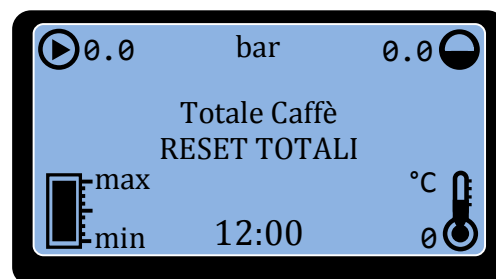 0.0 bar 0.0
Totale Caffè
RESET TOTALI
max °C
min 12:00 0